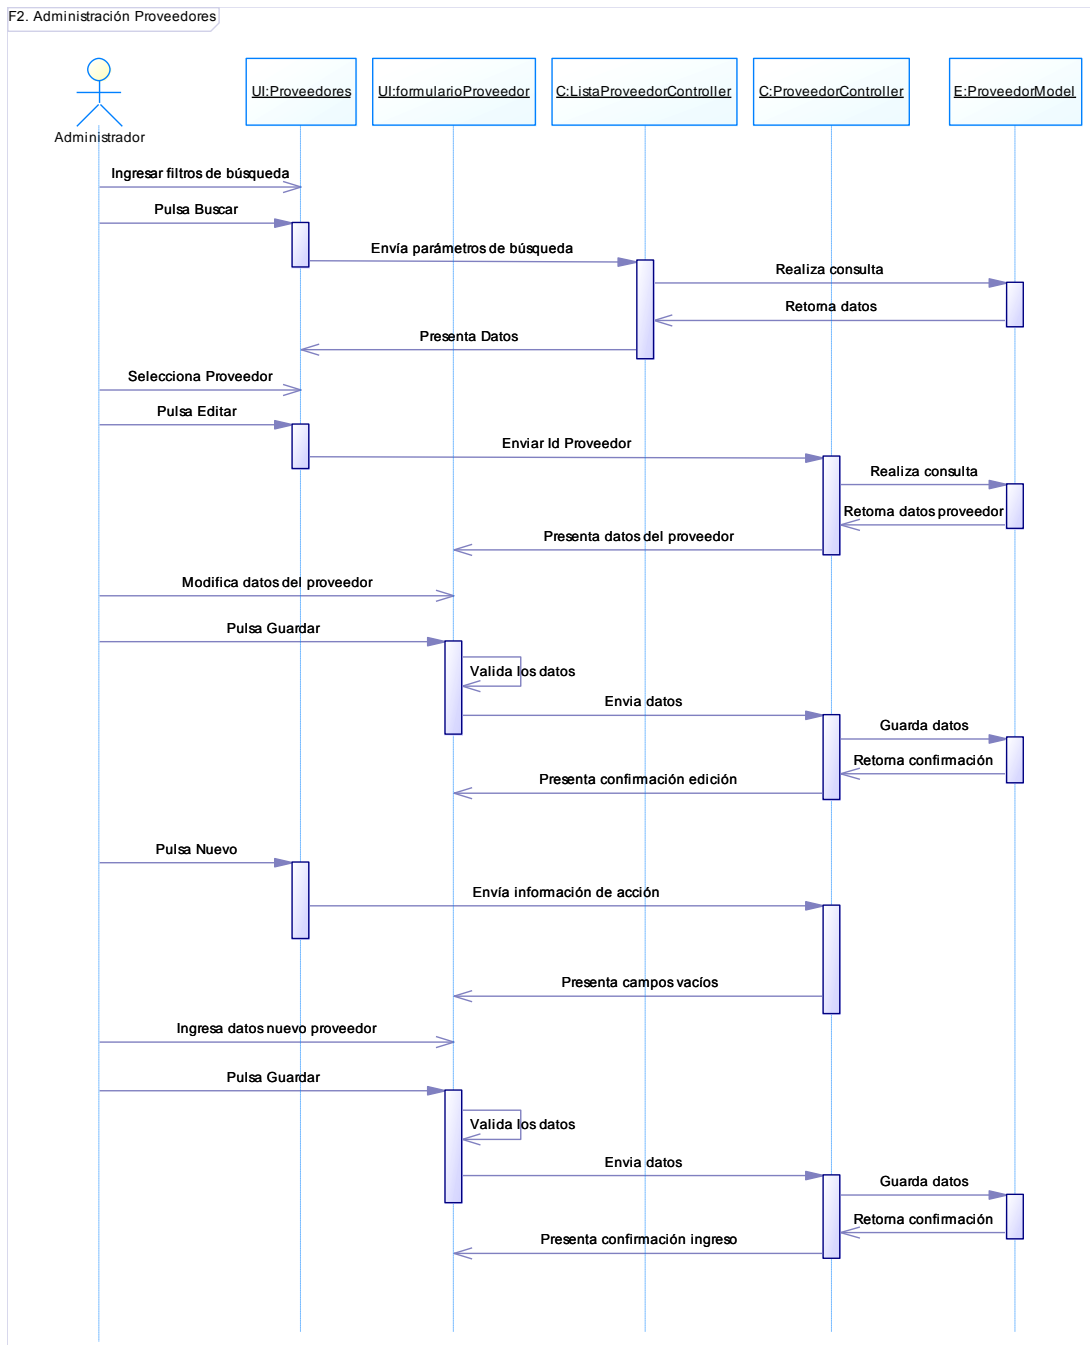 F2. Administración Proveedores
UI:Proveedores
UI:formularioProveedor
C:ListaProveedorController
C:ProveedorController
E:ProveedorModel
Administrador
Ingresar filtros de búsqueda
Pulsa Buscar
Envía parámetros de búsqueda
Realiza consulta
Retorna datos
Presenta Datos
Selecciona Proveedor
Pulsa Editar
Enviar Id Proveedor
Realiza consulta
Retorna datos proveedor
Presenta datos del proveedor
Modifica datos del proveedor
Pulsa Guardar
Valida los datos
Envia datos
Guarda datos
Retorna confirmación
Presenta confirmación edición
Pulsa Nuevo
Envía información de acción
Presenta campos vacíos
Ingresa datos nuevo proveedor
Pulsa Guardar
Valida los datos
Envia datos
Guarda datos
Retorna confirmación
Presenta confirmación ingreso